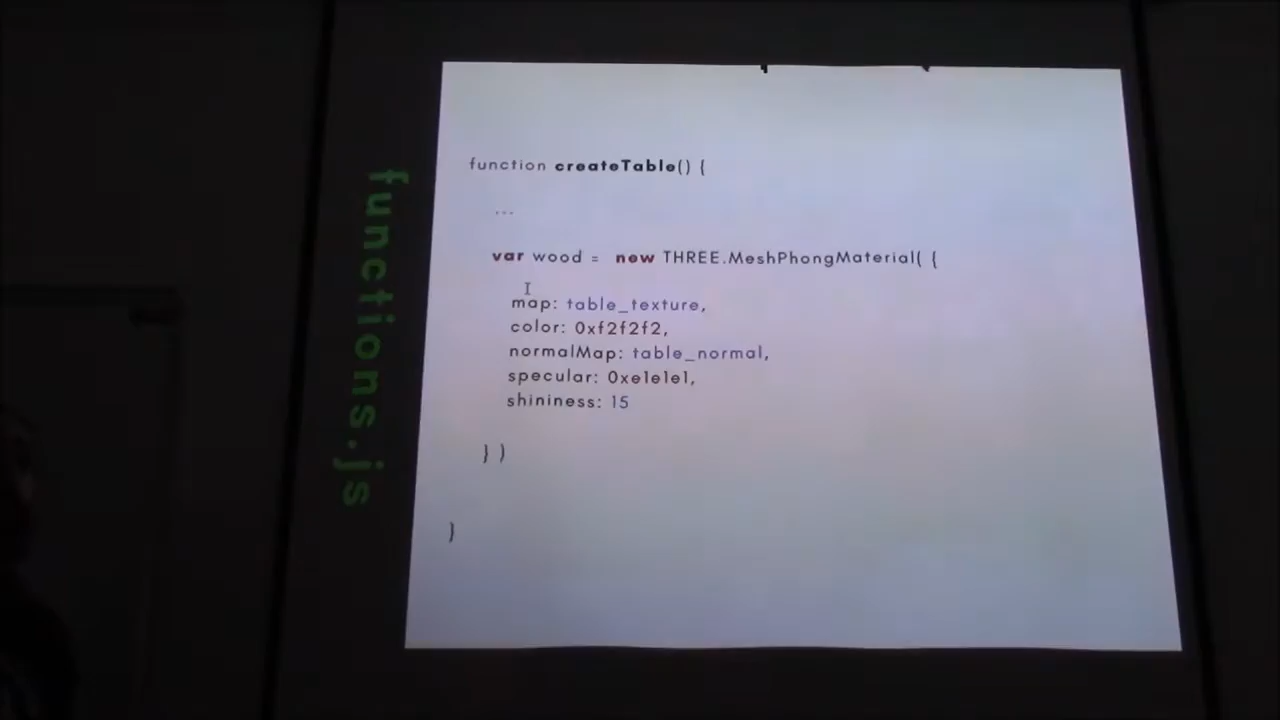 functions.js
function createTable() {
...
var wood = new THREE.MeshPhongMaterial( {
map: table_texture,
color: 0xf2f2f2,
normalMap: table_normal,
specular: 0xe1e1e1,
shininess: 15
} )
}